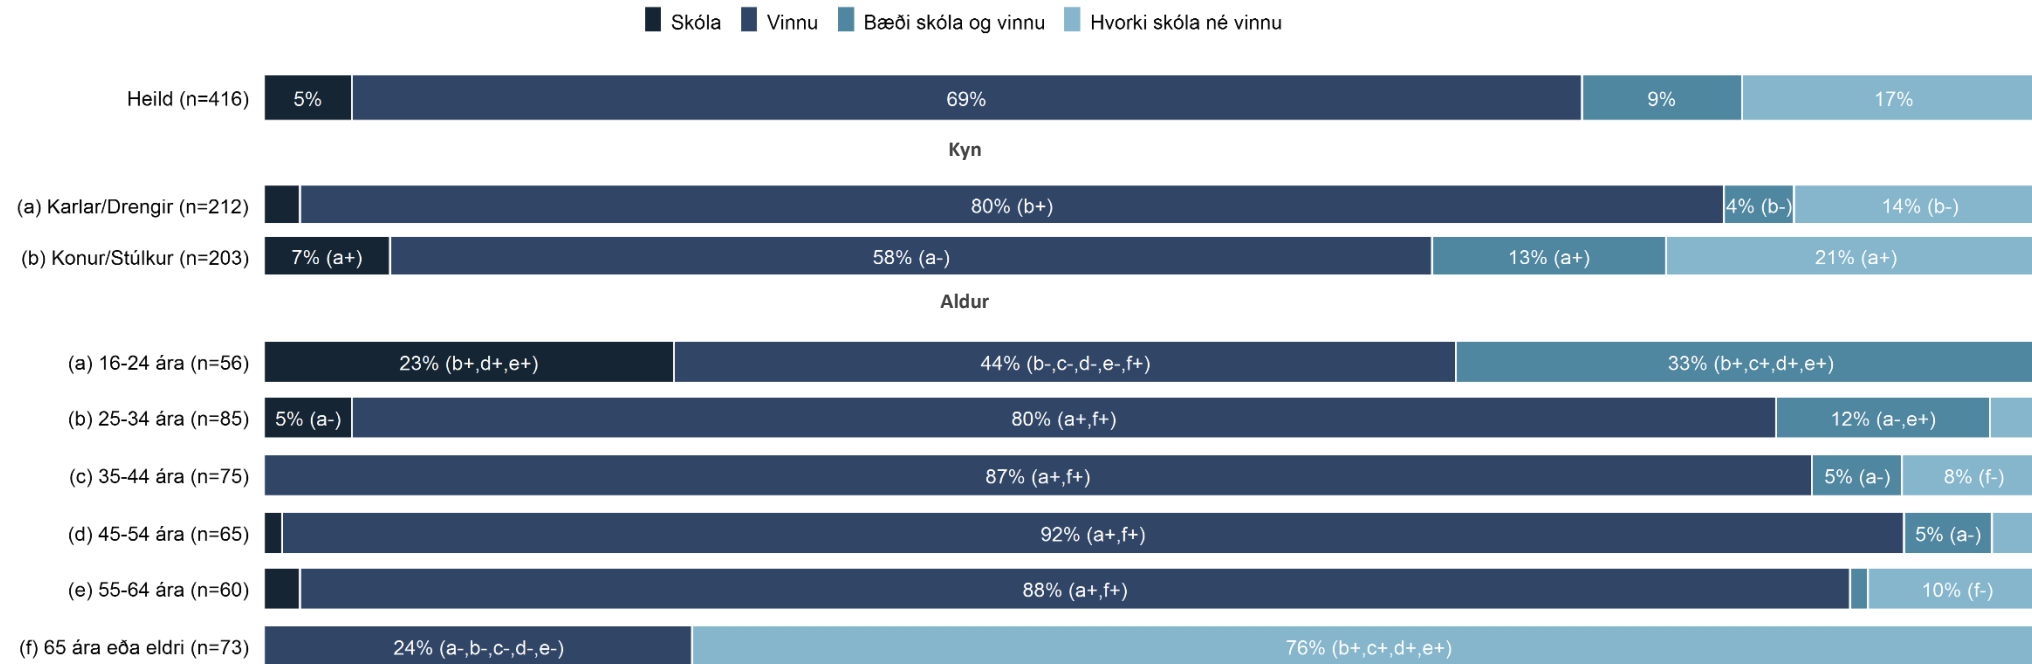 Skóla Vinnu Bæði skóla og vinnu Hvorki skóla né vinnu
Heild (n=416) 5% 69% 9% 17%
Kyn
(a) Karlar/Drengir (n=212) 80% (b+) 4% (b-) 14% (b-)
(b) Konur/Stúlkur (n=203) 7% (a+) 58% (a-) 13% (a+) 21% (a+)
Aldur
(a) 16-24 ára (n=56) 23% (b+,d+,e+) 44% (b-,c-,d-,e-,f+) 33% (b+,c+,d+,e+)
(b) 25-34 ára (n=85) 5% (a-) 80% (a+,f+) 12% (a-,e+)
(c) 35-44 ára (n=75) 87% (a+,f+) 5% (a-) 8% (f-)
(d) 45-54 ára (n=65) 92% (a+,f+) 5% (a-)
(e) 55-64 ára (n=60) 88% (a+,f+) 10% (f-)
(f) 65 ára eða eldri (n=73) 24% (a-,b-,c-,d-,e-) 76% (b+,c+,d+,e+)